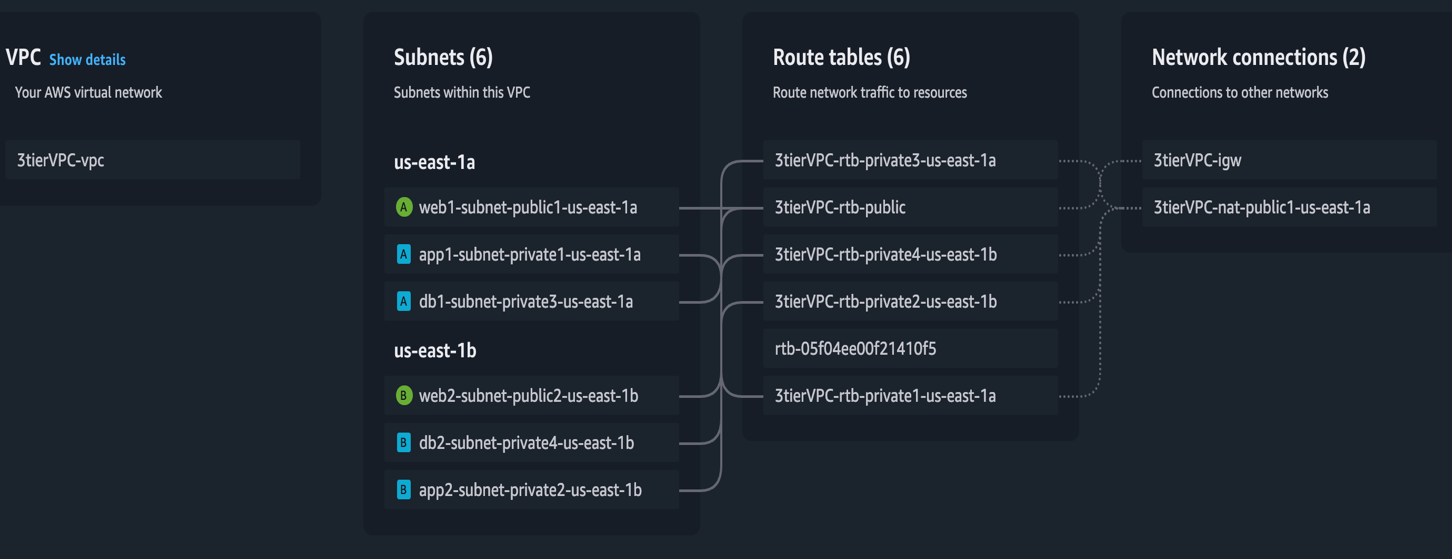 VPC Show details
Your AWS virtual network
3tierVPC-vpc
Subnets (6)
Subnets within this VPC
us-east-1a
A web1-subnet-public1-us-east-1a
A app1-subnet-private1-us-east-1a
A db1-subnet-private3-us-east-1a
us-east-1b
B web2-subnet-public2-us-east-1b
B db2-subnet-private4-us-east-1b
B app2-subnet-private2-us-east-1b
Route tables (6)
Route network traffic to resources
3tierVPC-rtb-private3-us-east-1a
3tierVPC-rtb-public
3tierVPC-rtb-private4-us-east-1b
3tierVPC-rtb-private2-us-east-1b
rtb-05f04ee00f21410f5
3tierVPC-rtb-private1-us-east-1a
Network connections (2)
Connections to other networks
3tierVPC-igw
3tierVPC-nat-public1-us-east-1a